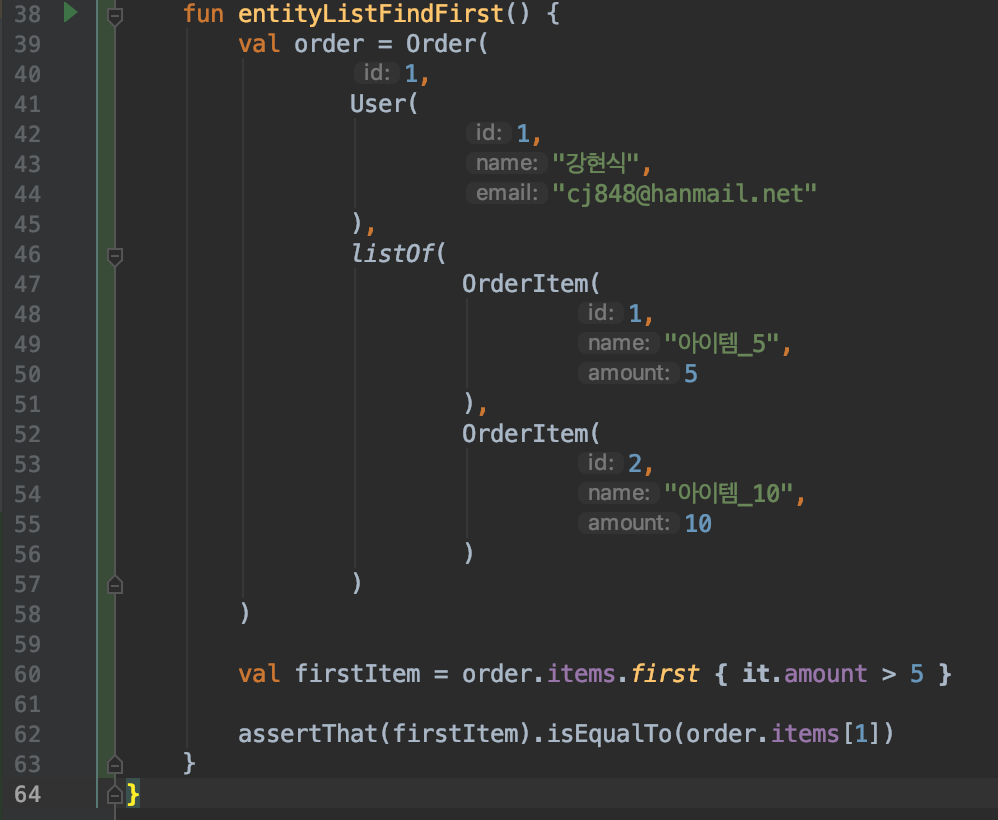 38 fun entityListFindFirst() {
39 val order = Order(
40 id: 1,
41 User(
42 id: 1,
43 name: "강현식",
44 email: "cj848@hanmail.net"
45 ),
46 listOf(
47 OrderItem(
48 id: 1,
49 name: "아이템_5",
50 amount: 5
51 ),
52 OrderItem(
53 id: 2,
54 name: "아이템_10",
55 amount: 10
56 )
57 )
58 )
59
60 val firstItem = order.items.first { it.amount > 5 }
61
62 assertThat(firstItem).isEqualTo(order.items[1])
63 }
64 }